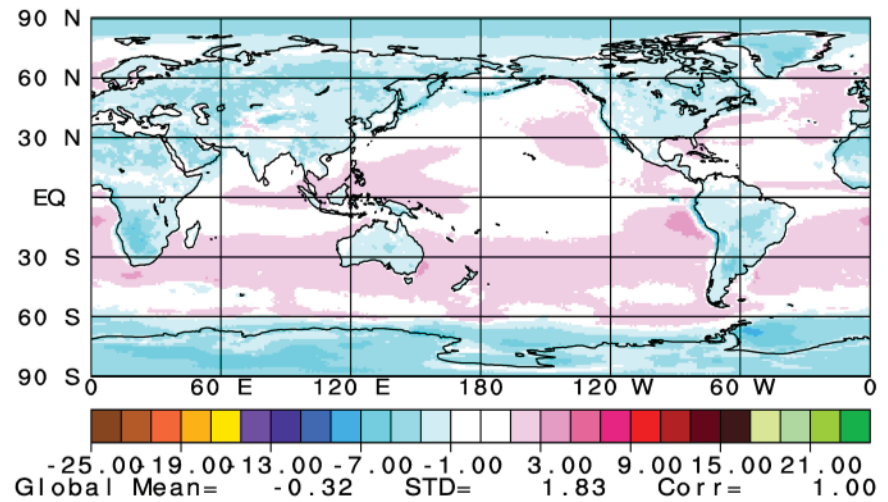 90 N
60 N
30 N
EQ
30 S
60 S
90 S
0 60 E 120 E 180 120 W 60 W 0
-25.00 -19.00 -13.00 -7.00 -1.00 3.00 9.00 15.00 21.00
Global Mean= -0.32 STD= 1.83 Corr= 1.00